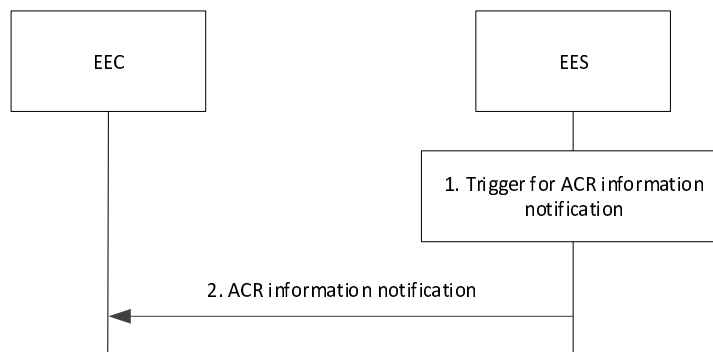 EEC
EES
1. Trigger for ACR information
notification
2. ACR information notification